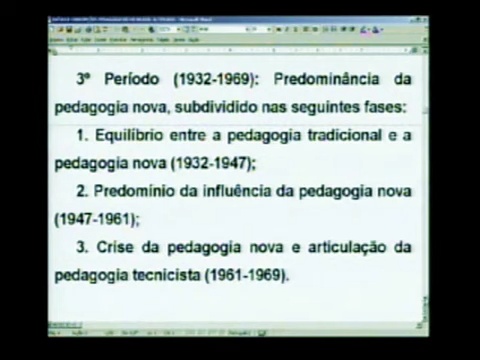 3º Período (1932-1969): Predominância da
pedagogia nova, subdividido nas seguintes fases:
1. Equilíbrio entre a pedagogia tradicional e a
pedagogia nova (1932-1947);
2. Predomínio da influência da pedagogia nova
(1947-1961);
3. Crise da pedagogia nova e articulação da
pedagogia tecnicista (1961-1969).